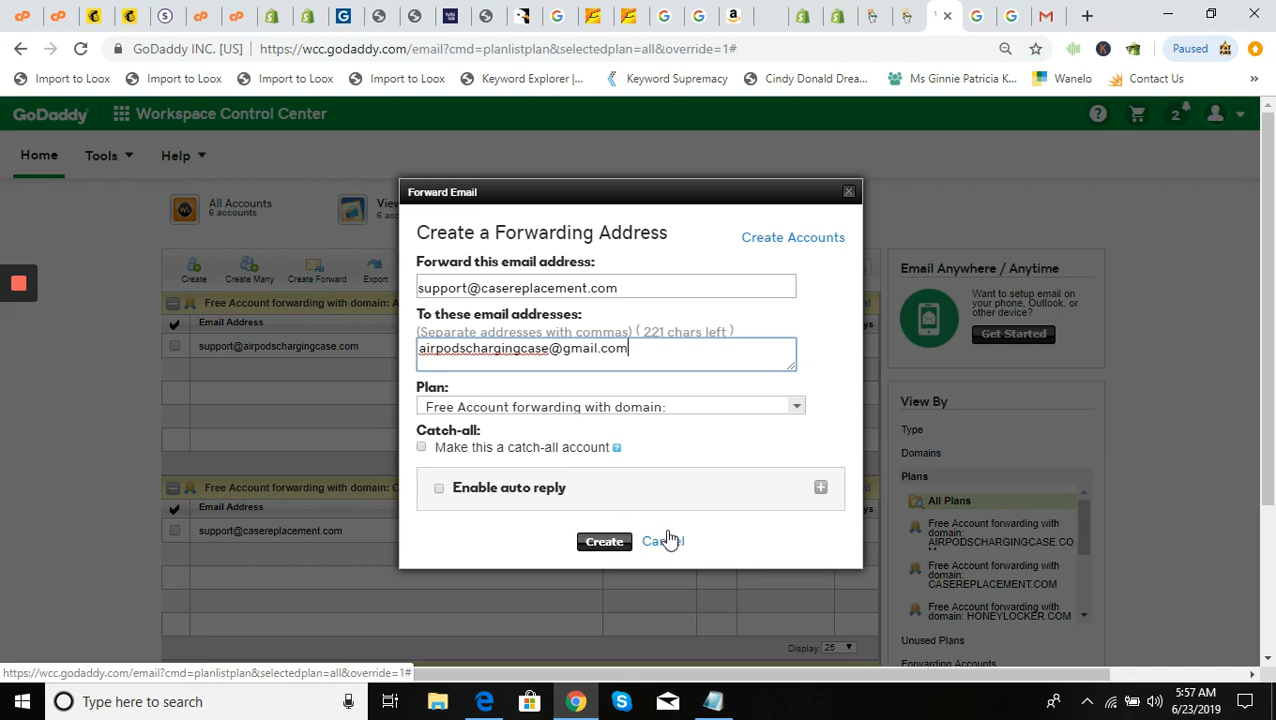 GoDaddy INC. [US] | https://wcc.godaddy.com/email?cmd=planlistplan&selectedplan=all&override=1#
Paused
Import to Loox
Import to Loox
Import to Loox
Import to Loox
Keyword Explorer |...
Keyword Supremacy
Cindy Donald Drea...
Ms Ginnie Patricia K...
Wanelo
Contact Us
»
GoDaddy
Workspace Control Center
2
Home
Tools
Help
All Accounts
6 accounts
Create
Create Many
Create Forward
Export
Free Account forwarding with domain:
Email Address
support@airpodschargingcase.com
Free Account forwarding with domain:
Email Address
support@casereplacement.com
Display: 25
Forward Email
Create a Forwarding Address
Create Accounts
Forward this email address:
support@casereplacement.com
To these email addresses:
(Separate addresses with commas) ( 221 chars left )
airpodschargingcase@gmail.com
Plan:
Free Account forwarding with domain:
Catch-all:
Make this a catch-all account
Enable auto reply
Create
Cancel
Email Anywhere / Anytime
Want to setup email
on your phone, Outlook, or
other device?
Get Started
View By
Type
Domains
Plans
All Plans
Free Account forwarding with
domain:
AIRPODSCHARGINGCASE.CO
Free Account forwarding with
domain:
CASEREPLACEMENT.COM
Free Account forwarding with
domain: HONEYLOCKER.COM
Unused Plans
Forwarding Accounts
https://wcc.godaddy.com/email?cmd=planlistplan&selectedplan=all&override=1#
Type here to search
5:57 AM
6/23/2019